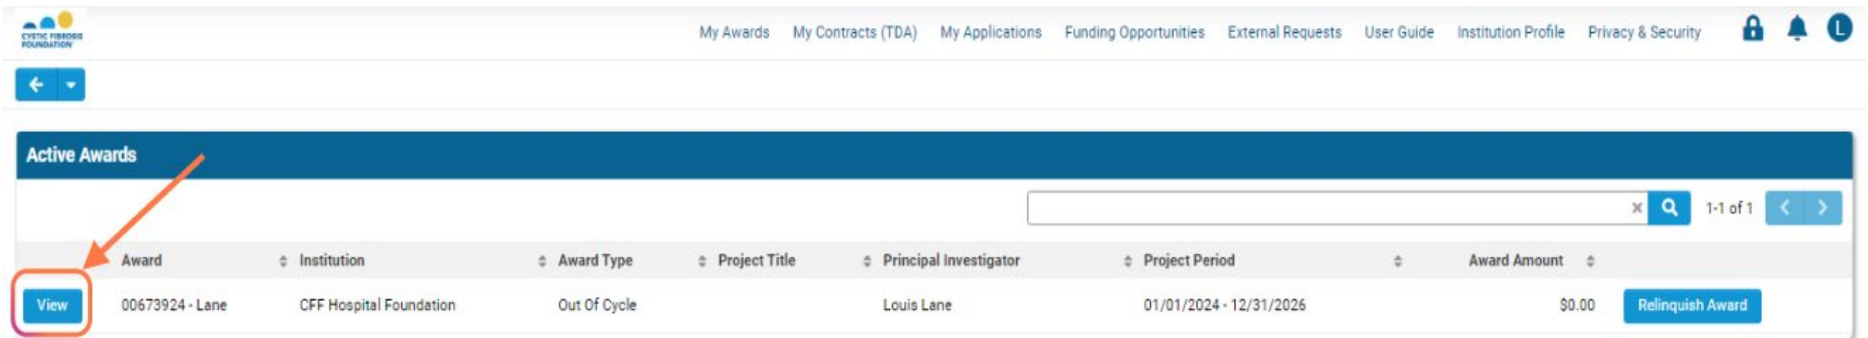 CYSTIC FIBROSIS
FOUNDATION
My Awards My Contracts (TDA) My Applications Funding Opportunities External Requests User Guide Institution Profile Privacy & Security L
Active Awards
1-1 of 1
Award Institution Award Type Project Title Principal Investigator Project Period Award Amount
View 00673924 - Lane CFF Hospital Foundation Out Of Cycle Louis Lane 01/01/2024 - 12/31/2026 $0.00 Relinquish Award